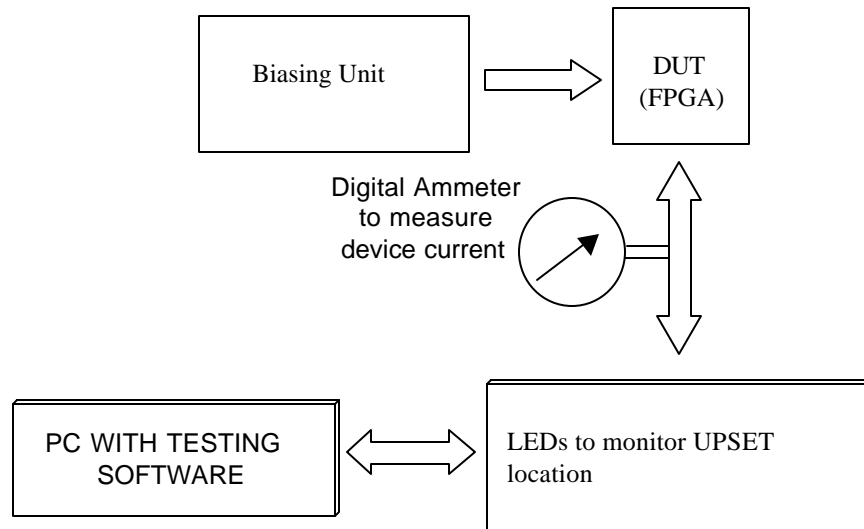 Biasing Unit
DUT
(FPGA)
Digital Ammeter
to measure
device current
PC WITH TESTING
SOFTWARE
LEDs to monitor UPSET
location